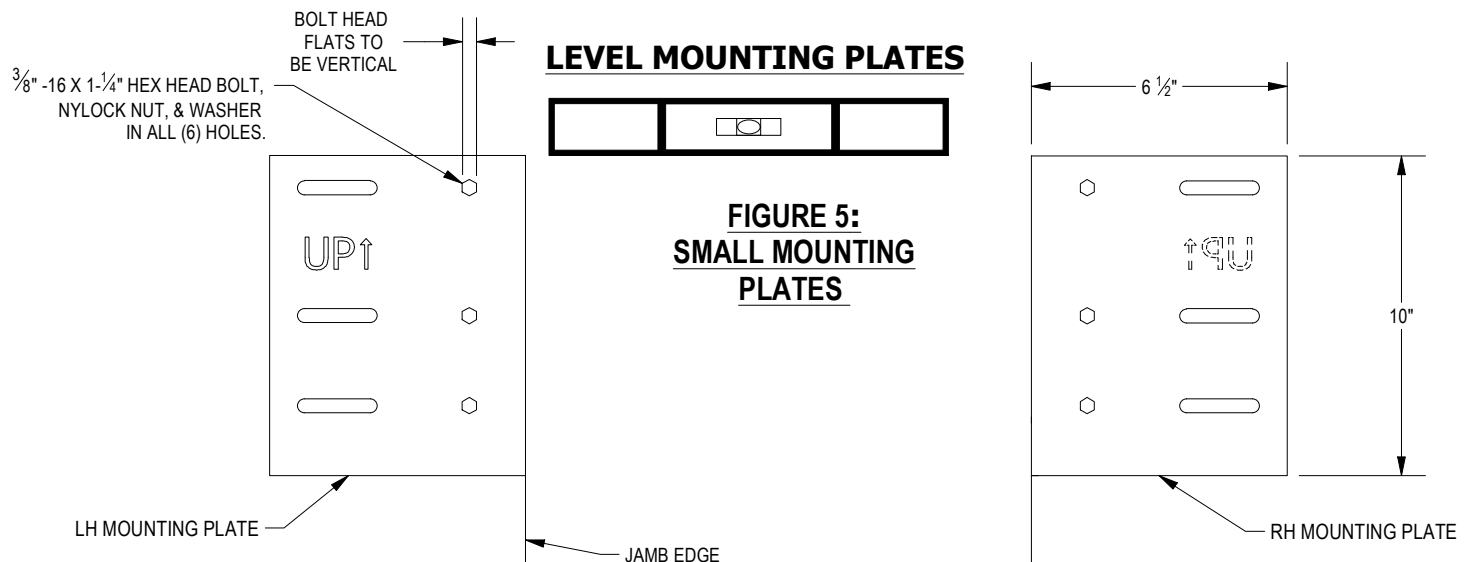 BOLT HEAD
FLATS TO
BE VERTICAL
3⁄8" -16 X 1-1⁄4" HEX HEAD BOLT,
NYLOCK NUT, & WASHER
IN ALL (6) HOLES.
LEVEL MOUNTING PLATES
6 1⁄2"
FIGURE 5:
SMALL MOUNTING
PLATES
UP↑
UP↑
10"
LH MOUNTING PLATE
JAMB EDGE
RH MOUNTING PLATE